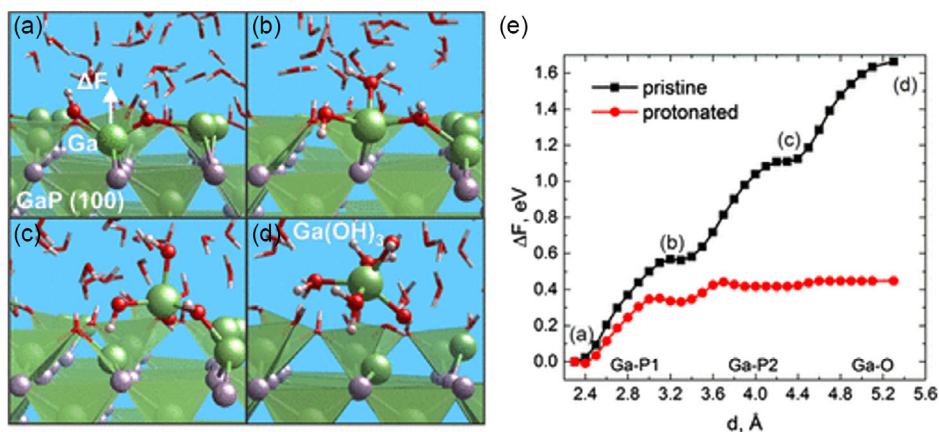 (a)
ΔF
Ga
GaP (100)
(b)
(c)
(d)
Ga(OH)3
(e)
1.6
1.4
1.2
1.0
0.8
0.6
0.4
0.2
0.0
ΔF, eV
pristine
protonated
(a)
(b)
(c)
(d)
Ga-P1 Ga-P2 Ga-O
2.4 2.8 3.2 3.6 4.0 4.4 4.8 5.2 5.6
d, Å